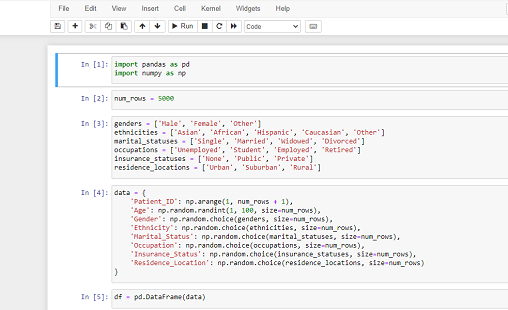 File Edit View Insert Cell Kernel Widgets Help
Run Code
In [1]: import pandas as pd
import numpy as np
In [2]: num_rows = 5000
In [3]: genders = ['Male', 'Female', 'Other']
ethnicities = ['Asian', 'African', 'Hispanic', 'Caucasian', 'Other']
marital_statuses = ['Single', 'Married', 'Widowed', 'Divorced']
occupations = ['Unemployed', 'Student', 'Employed', 'Retired']
insurance_statuses = ['None', 'Public', 'Private']
residence_locations = ['Urban', 'Suburban', 'Rural']
In [4]: data = {
'Patient_ID': np.arange(1, num_rows + 1),
'Age': np.random.randint(1, 100, size=num_rows),
'Gender': np.random.choice(genders, size=num_rows),
'Ethnicity': np.random.choice(ethnicities, size=num_rows),
'Marital_Status': np.random.choice(marital_statuses, size=num_rows),
'Occupation': np.random.choice(occupations, size=num_rows),
'Insurance_Status': np.random.choice(insurance_statuses, size=num_rows),
'Residence_Location': np.random.choice(residence_locations, size=num_rows)
}
In [5]: df = pd.DataFrame(data)